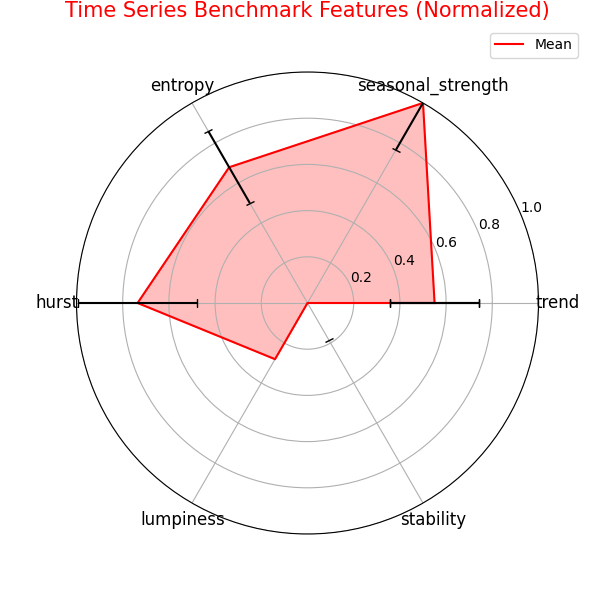 Time Series Benchmark Features (Normalized)
Mean
entropy
seasonal_strength
1.0
0.8
0.6
0.4
0.2
hurst
trend
lumpiness
stability